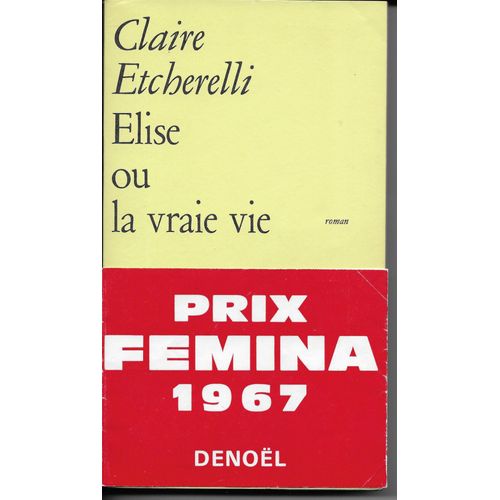 Claire
Etcherelli
Elise
ou
la vraie vie
roman
PRIX
FEMINA
1967
DENOËL